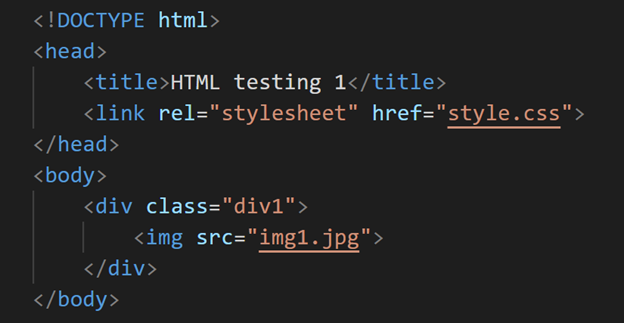 <!DOCTYPE html>
<head>
<title>HTML testing 1</title>
<link rel="stylesheet" href="style.css">
</head>
<body>
<div class="div1">
<img src="img1.jpg">
</div>
</body>